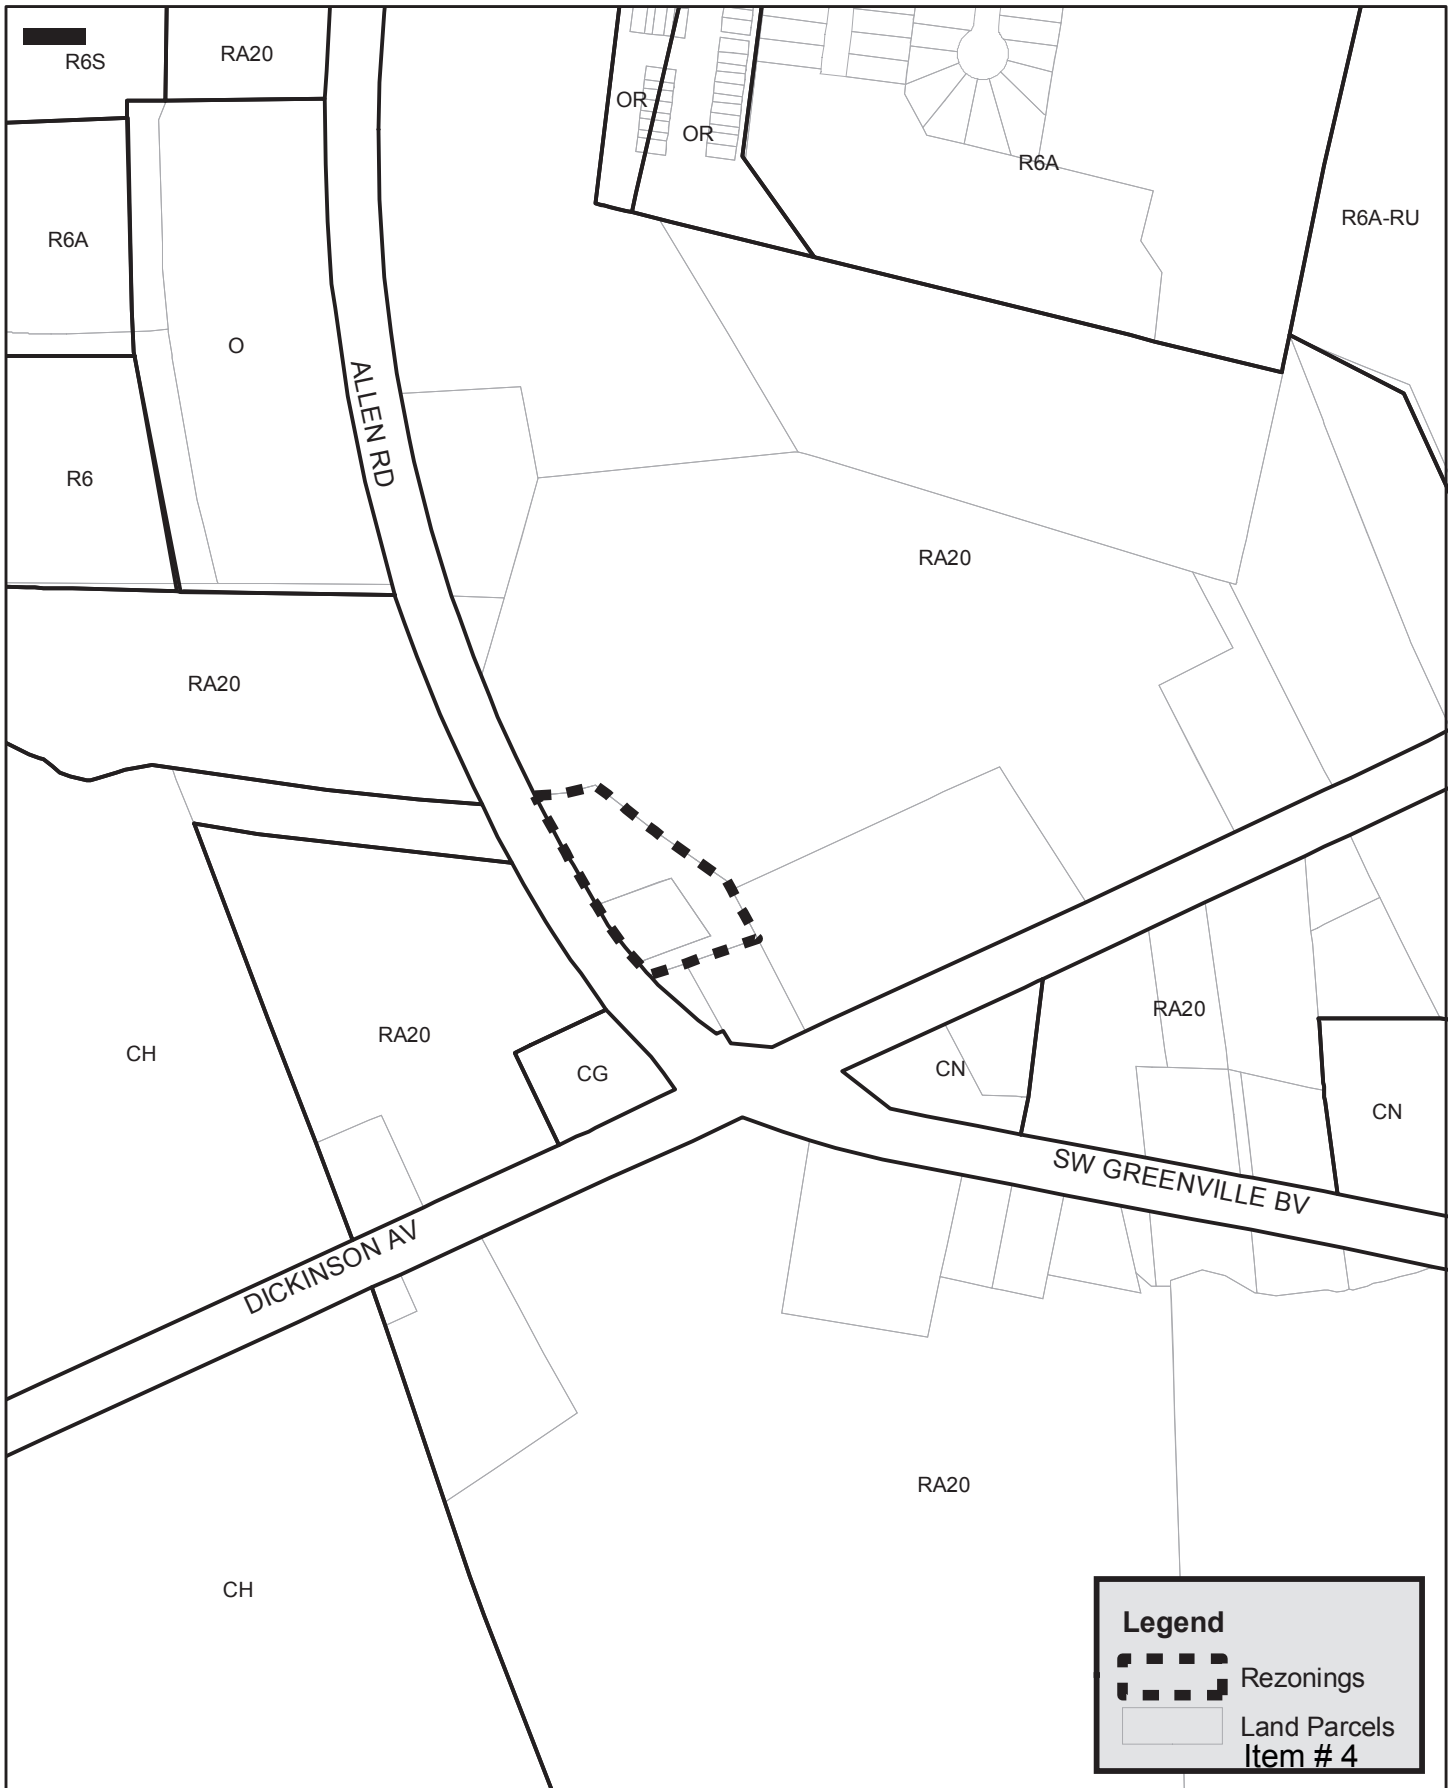 R6S
RA20
OR
OR
R6A
R6A-RU
R6A
O
ALLEN RD
R6
RA20
RA20
RA20
CH
RA20
CG
CN
CN
SW GREENVILLE BV
DICKINSON AV
RA20
CH
Legend
Rezonings
Land Parcels
Item # 4